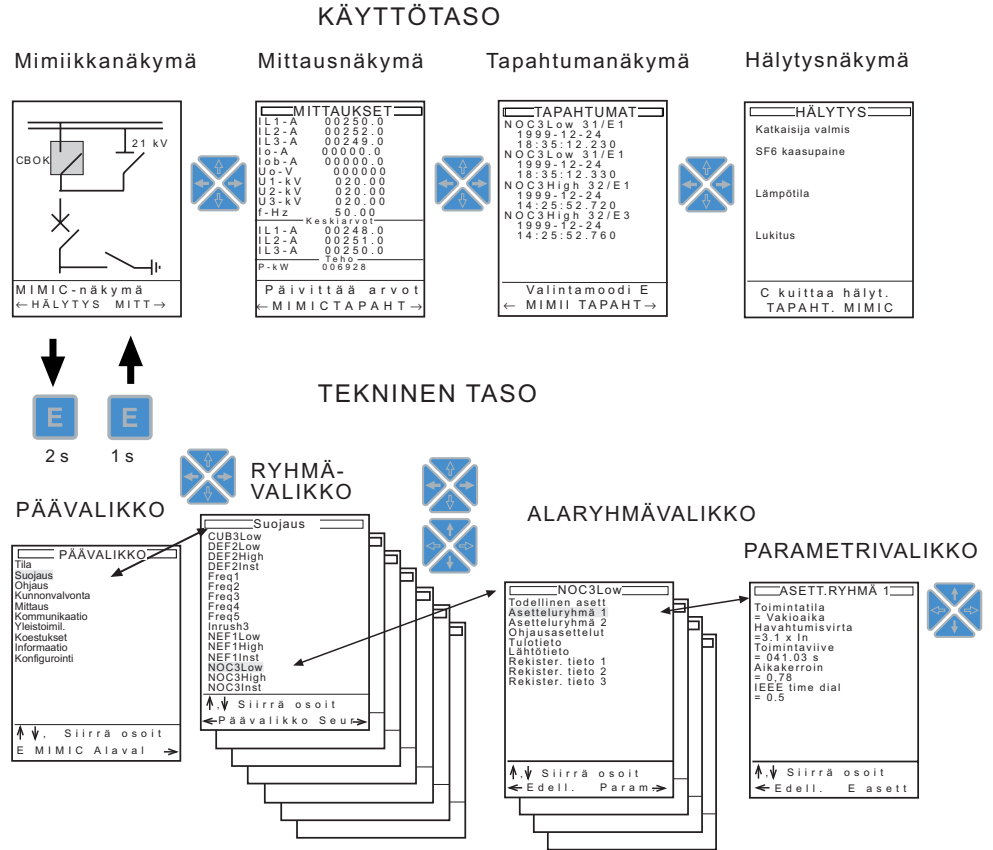 KÄYTTÖTASO
Mimiikkanäkymä
CBOK
21 kV
MIMIC-näkymä
←HÄLYTYS MITT→
Mittausnäkymä
MITTAUKSET
IL1-A 00250.0
IL2-A 00252.0
IL3-A 00249.0
Io-A 00000.0
Iob-A 00000.0
Uo-V 000000
U1-kV 020.00
U2-kV 020.00
U3-kV 020.00
f-Hz 50.00
Keskiarvot
IL1-A 00248.0
IL2-A 00251.0
IL3-A 00250.0
Teho
P-kW 006928
Päivittää arvot
←MIMICTAPAHT→
Tapahtumanäkymä
TAPAHTUMAT
NOC3Low 31/E1
1999-12-24
18:35:12.230
NOC3Low 31/E1
1999-12-24
18:35:12.330
NOC3High 32/E1
1999-12-24
14:25:52.720
NOC3High 32/E3
1999-12-24
14:25:52.760
Valintamoodi E
← MIMII TAPAHT→
Hälytysnäkymä
HÄLYTYS
Katkaisija valmis
SF6 kaasupaine
Lämpötila
Lukitus
C kuittaa hälyt.
TAPAHT. MIMIC
E
2 s
E
1 s
TEKNINEN TASO
PÄÄVALIKKO
PÄÄVALIKKO
Tila
Suojaus
Ohjaus
Kunnonvalvonta
Mittaus
Kommunikaatio
Yleistoimil.
Koestukset
Informaatio
Konfigurointi
↑↓, Siirrä osoit
E MIMIC Alaval →
RYHMÄ-
VALIKKO
Suojaus
CUB3Low
DEF2Low
DEF2High
DEF2Inst
Freq1
Freq2
Freq3
Freq4
Freq5
Inrush3
NEF1Low
NEF1High
NEF1Inst
NOC3Low
NOC3High
NOC3Inst
↑,↓ Siirrä osoit
←Päävalikko Seur→
ALARYHMÄVALIKKO
NOC3Low
Todellinen asett
Asetteluryhmä 1
Asetteluryhmä 2
Ohjausasettelut
Tulotieto
Lähtötieto
Rekister. tieto 1
Rekister. tieto 2
Rekister. tieto 3
↑,↓ Siirrä osoit
←Edell. Param→
PARAMETRIVALIKKO
ASETT.RYHMÄ 1
Toimintatila
= Vakioaika
Havahtumisvirta
=3.1 x In
Toimintaviive
= 041.03 s
Aikakerroin
= 0,78
IEEE time dial
= 0.5
↑,↓ Siirrä osoit
←Edell. E asett